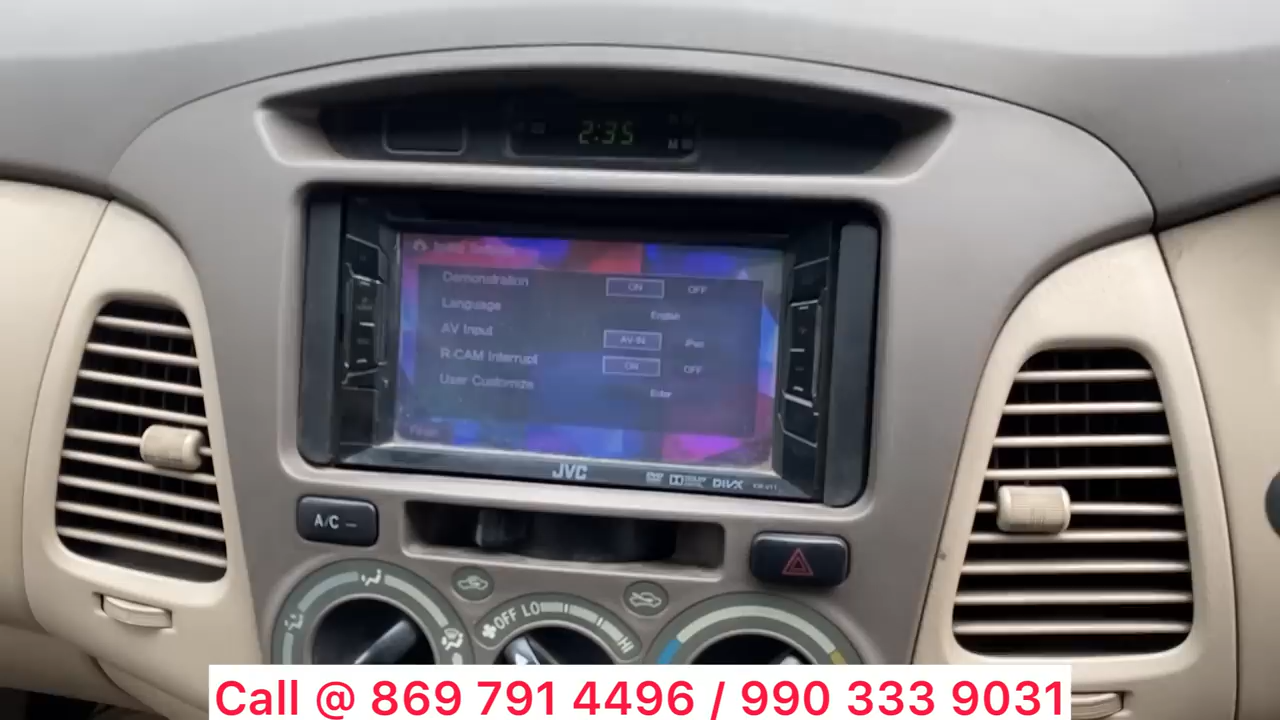 2:35
Demonstration ON OFF
Language English
AV Input AV-IN iPod
R-CAM Interrupt ON OFF
User Customize Enter
JVC
DIVX
A/C
OFF LO HI
Call @ 869 791 4496 / 990 333 9031